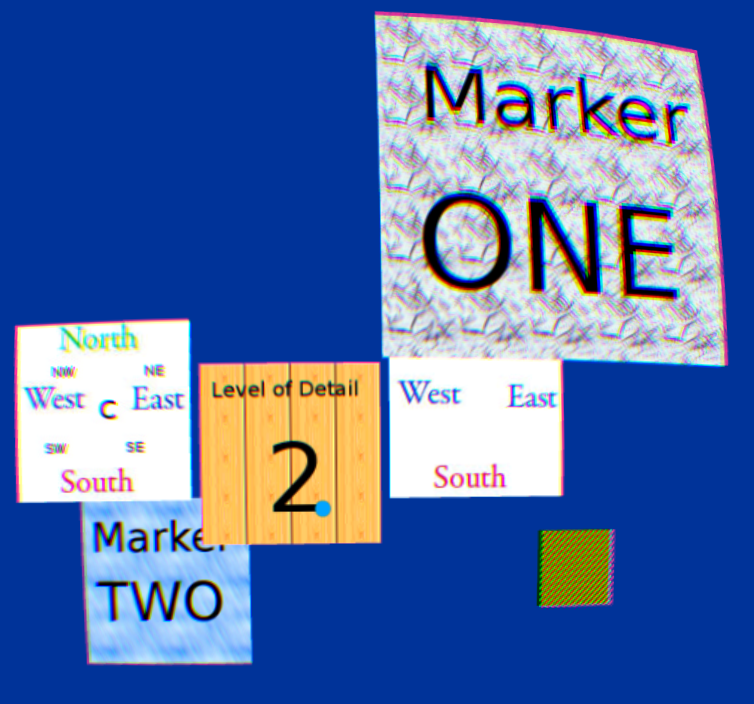 Marker
ONE
North
NW NE
West C East
SW SE
South
Level of Detail
2
West East
South
Marker
TWO